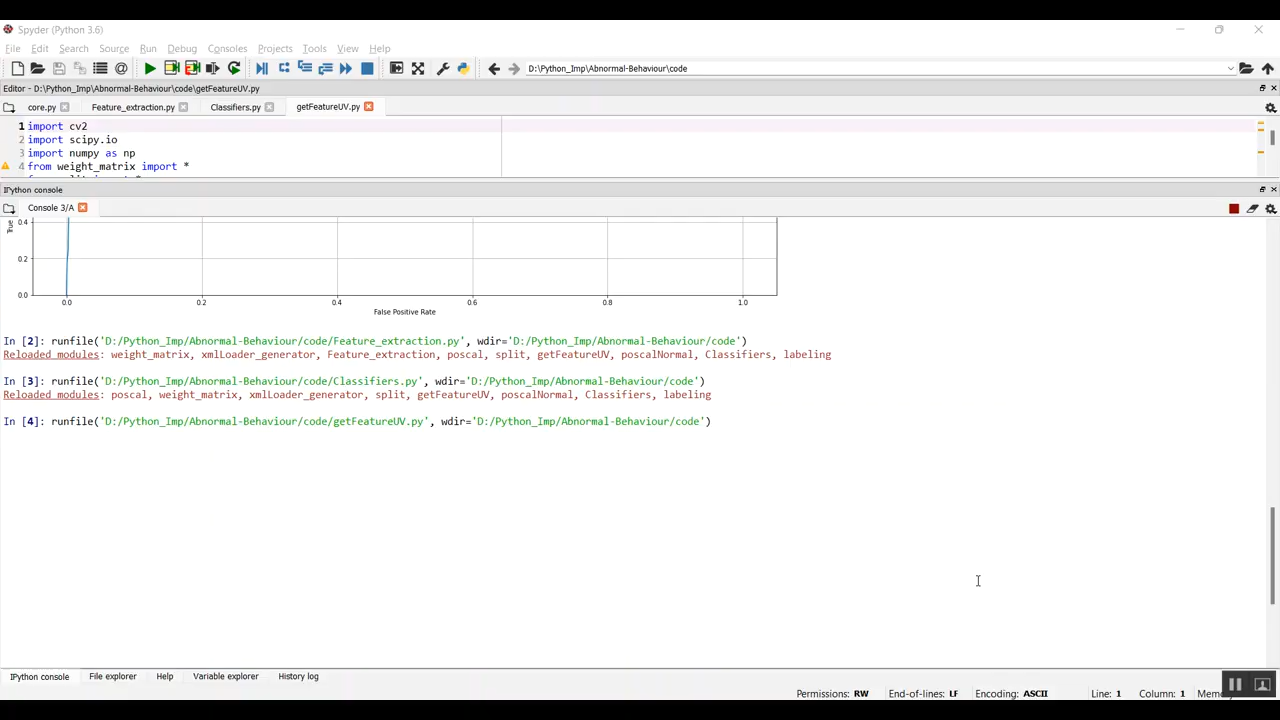 Spyder (Python 3.6)
File Edit Search Source Run Debug Consoles Projects Tools View Help
D:\Python_Imp\Abnormal-Behaviour\code
Editor - D:\Python_Imp\Abnormal-Behaviour\code\getFeatureUV.py
core.py Feature_extraction.py Classifiers.py getFeatureUV.py
1 import cv2
2 import scipy.io
3 import numpy as np
4 from weight_matrix import *
IPython console
Console 3/A
True
0.4
0.2
0.0
0.0 0.2 0.4 0.6 0.8 1.0
False Positive Rate
In [2]: runfile('D:/Python_Imp/Abnormal-Behaviour/code/Feature_extraction.py', wdir='D:/Python_Imp/Abnormal-Behaviour/code')
Reloaded modules: weight_matrix, xmlLoader_generator, Feature_extraction, poscal, split, getFeatureUV, poscalNormal, Classifiers, labeling
In [3]: runfile('D:/Python_Imp/Abnormal-Behaviour/code/Classifiers.py', wdir='D:/Python_Imp/Abnormal-Behaviour/code')
Reloaded modules: poscal, weight_matrix, xmlLoader_generator, split, getFeatureUV, poscalNormal, Classifiers, labeling
In [4]: runfile('D:/Python_Imp/Abnormal-Behaviour/code/getFeatureUV.py', wdir='D:/Python_Imp/Abnormal-Behaviour/code')
IPython console File explorer Help Variable explorer History log
Permissions: RW End-of-lines: LF Encoding: ASCII Line: 1 Column: 1